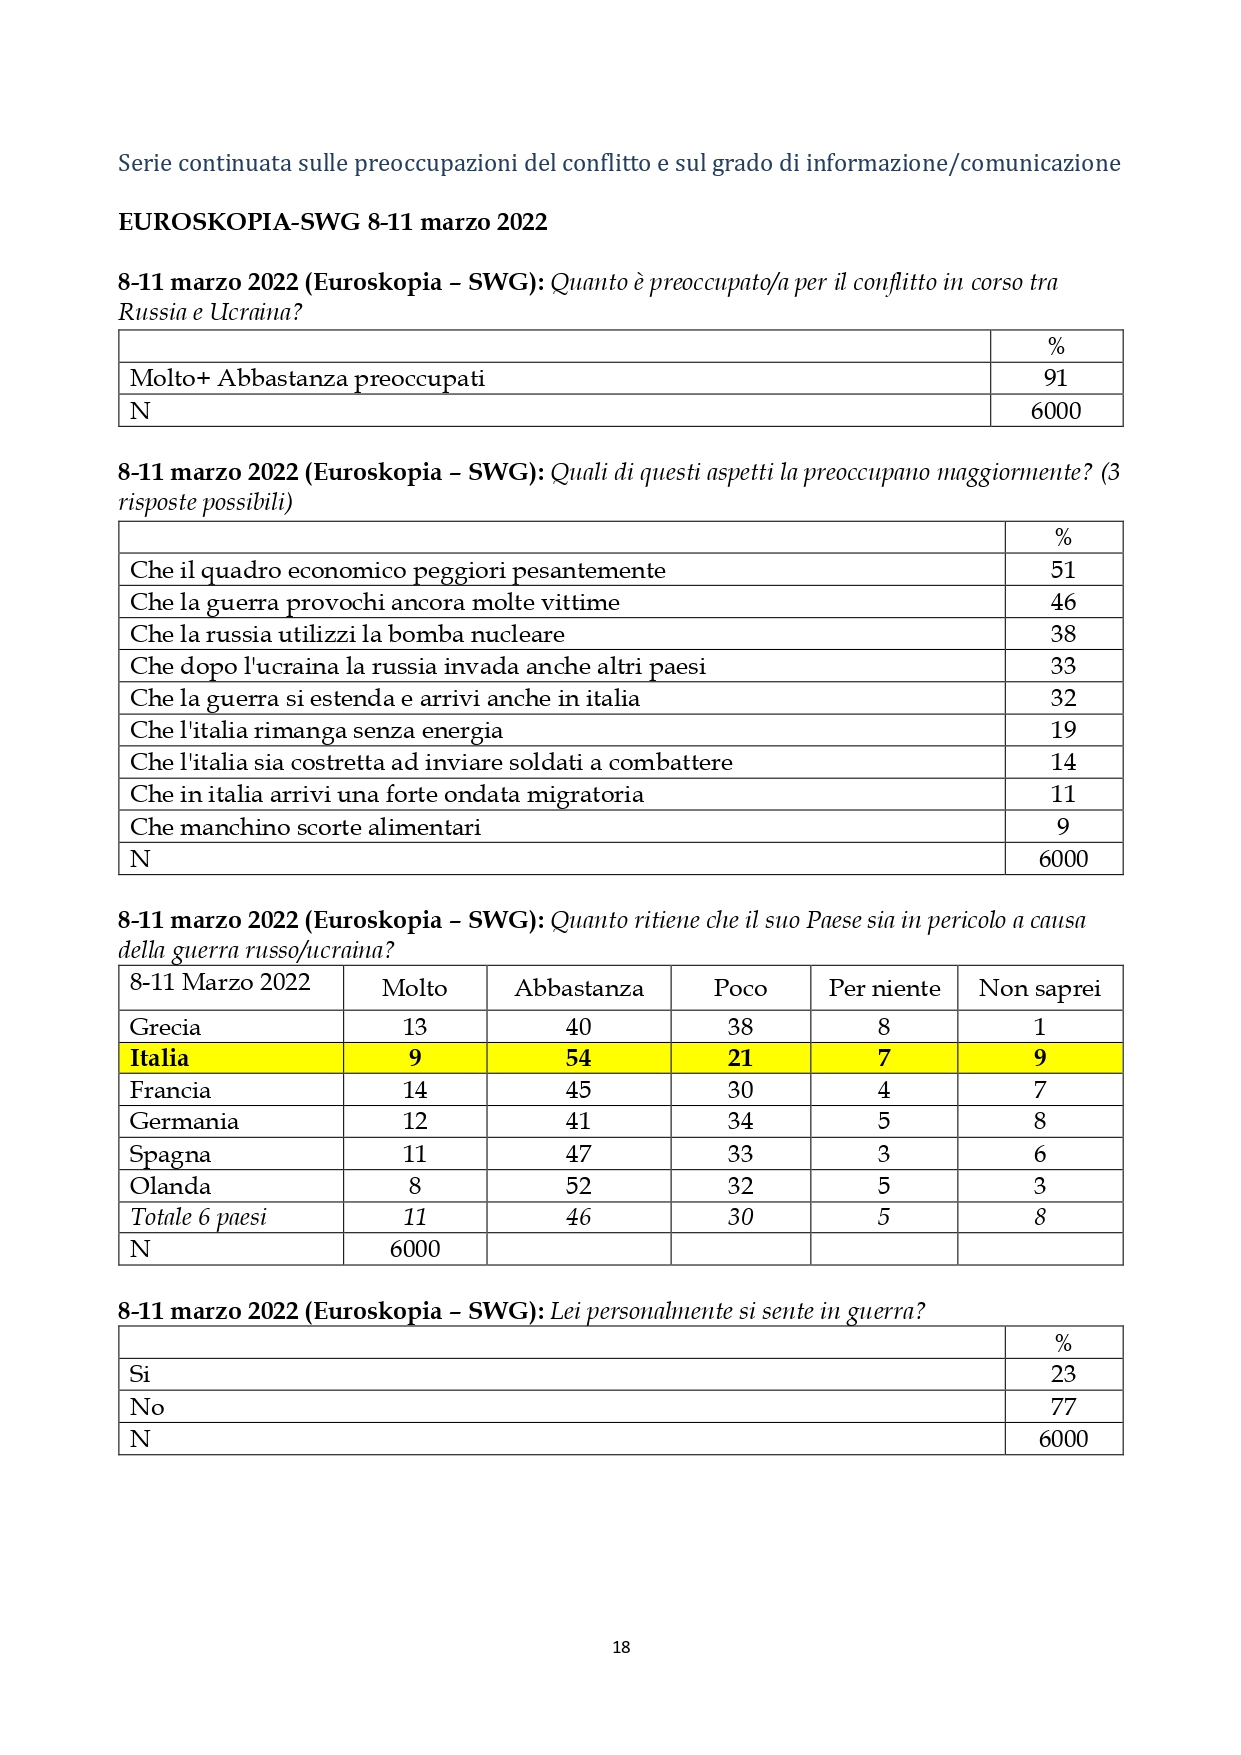 Serie continuata sulle preoccupazioni del conflitto e sul grado di informazione/comunicazione
EUROSKOPIA-SWG 8-11 marzo 2022
8-11 marzo 2022 (Euroskopia – SWG): Quanto è preoccupato/a per il conflitto in corso tra
Russia e Ucraina?
%
Molto+ Abbastanza preoccupati 91
N 6000
8-11 marzo 2022 (Euroskopia – SWG): Quali di questi aspetti la preoccupano maggiormente? (3
risposte possibili)
%
Che il quadro economico peggiori pesantemente 51
Che la guerra provochi ancora molte vittime 46
Che la russia utilizzi la bomba nucleare 38
Che dopo l'ucraina la russia invada anche altri paesi 33
Che la guerra si estenda e arrivi anche in italia 32
Che l'italia rimanga senza energia 19
Che l'italia sia costretta ad inviare soldati a combattere 14
Che in italia arrivi una forte ondata migratoria 11
Che manchino scorte alimentari 9
N 6000
8-11 marzo 2022 (Euroskopia – SWG): Quanto ritiene che il suo Paese sia in pericolo a causa
della guerra russo/ucraina?
8-11 Marzo 2022 Molto Abbastanza Poco Per niente Non saprei
Grecia 13 40 38 8 1
Italia 9 54 21 7 9
Francia 14 45 30 4 7
Germania 12 41 34 5 8
Spagna 11 47 33 3 6
Olanda 8 52 32 5 3
Totale 6 paesi 11 46 30 5 8
N 6000
8-11 marzo 2022 (Euroskopia – SWG): Lei personalmente si sente in guerra?
%
Si 23
No 77
N 6000
18